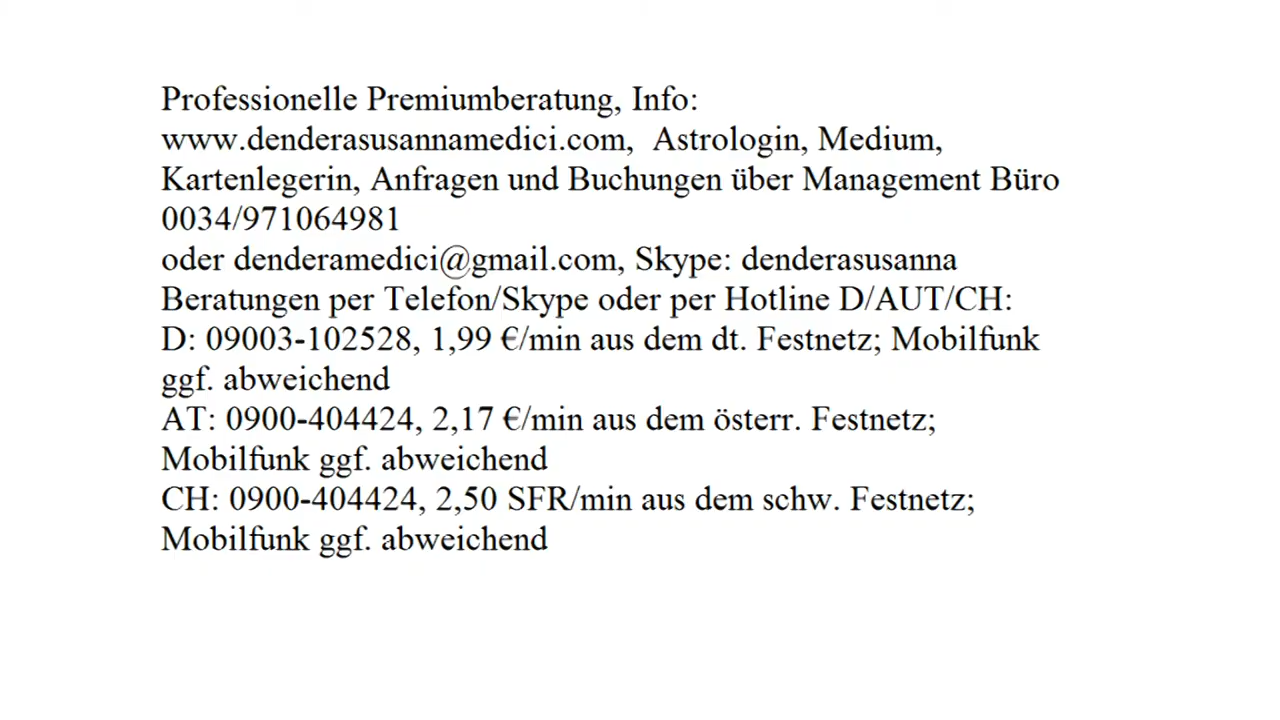 Professionelle Premiumberatung, Info:
www.denderasusannamedici.com,  Astrologin, Medium,
Kartenlegerin, Anfragen und Buchungen über Management Büro
0034/971064981
oder denderamedici@gmail.com, Skype: denderasusanna
Beratungen per Telefon/Skype oder per Hotline D/AUT/CH:
D: 09003-102528, 1,99 €/min aus dem dt. Festnetz; Mobilfunk
ggf. abweichend
AT: 0900-404424, 2,17 €/min aus dem österr. Festnetz;
Mobilfunk ggf. abweichend
CH: 0900-404424, 2,50 SFR/min aus dem schw. Festnetz;
Mobilfunk ggf. abweichend